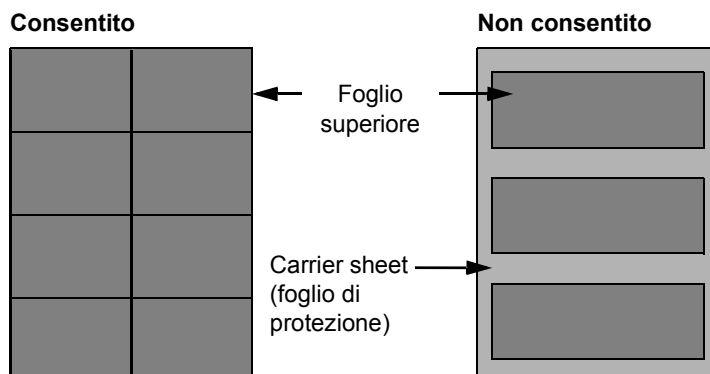 Consentito
Non consentito
Foglio
superiore
Carrier sheet
(foglio di
protezione)